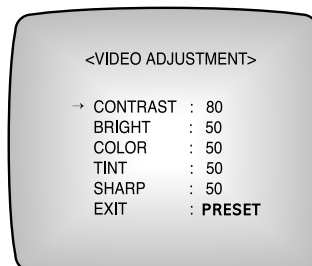 <VIDEO ADJUSTMENT>
→ CONTRAST : 80
BRIGHT : 50
COLOR : 50
TINT : 50
SHARP : 50
EXIT : PRESET